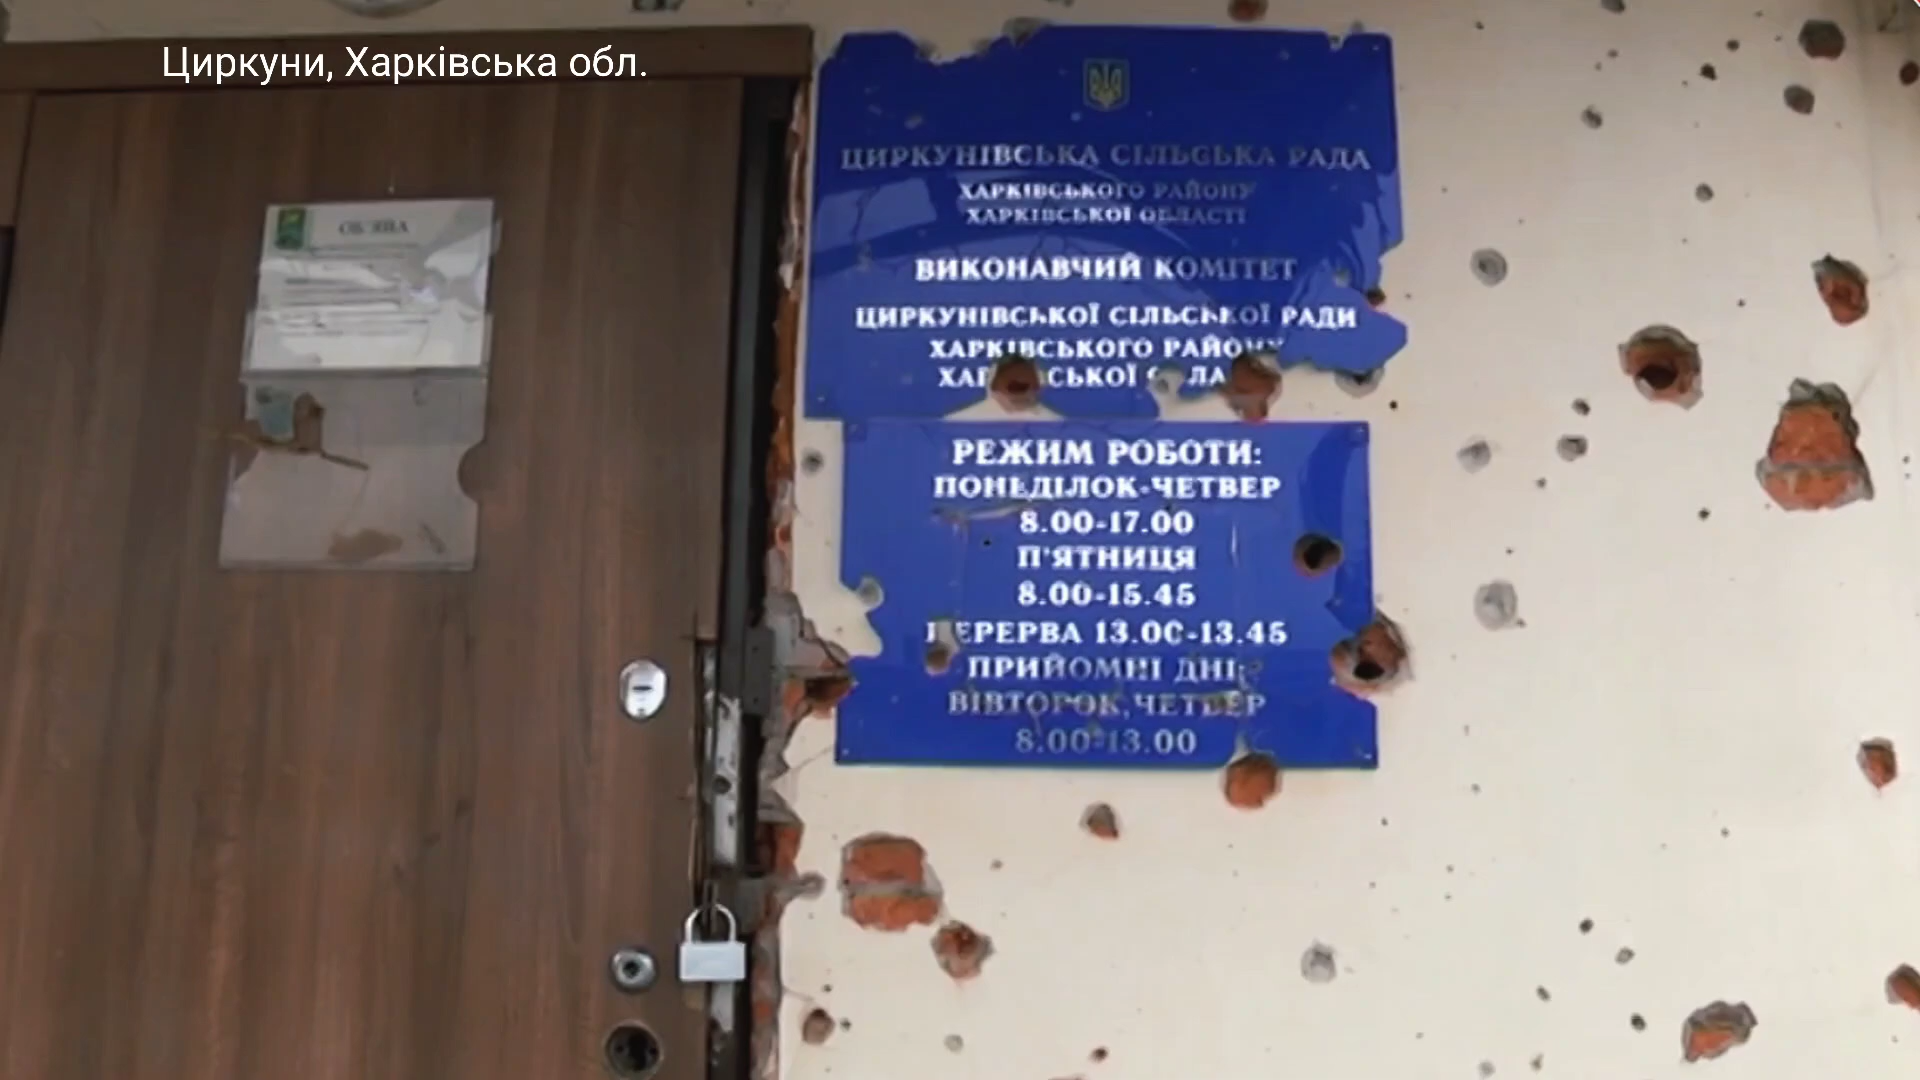 Циркуни, Харківська обл.
ОБ'ЯВА
ЦИРКУНІВСЬКА СІЛЬСЬКА РАДА
ХАРКІВСЬКОГО РАЙОНУ
ХАРКІВСЬКОЇ ОБЛАСТІ
ВИКОНАВЧИЙ КОМІТЕТ
ЦИРКУНІВСЬКОЇ СІЛЬСЬКОЇ РАДИ
ХАРКІВСЬКОГО РАЙОНУ
РЕЖИМ РОБОТИ:
ПОНЕДІЛОК-ЧЕТВЕР
8.00-17.00
П'ЯТНИЦЯ
8.00-15.45
ПЕРЕРВА 13.00-13.45
ПРИЙОМНІ ДНІ:
ВІВТОРОК,ЧЕТВЕР
8.00-13.00